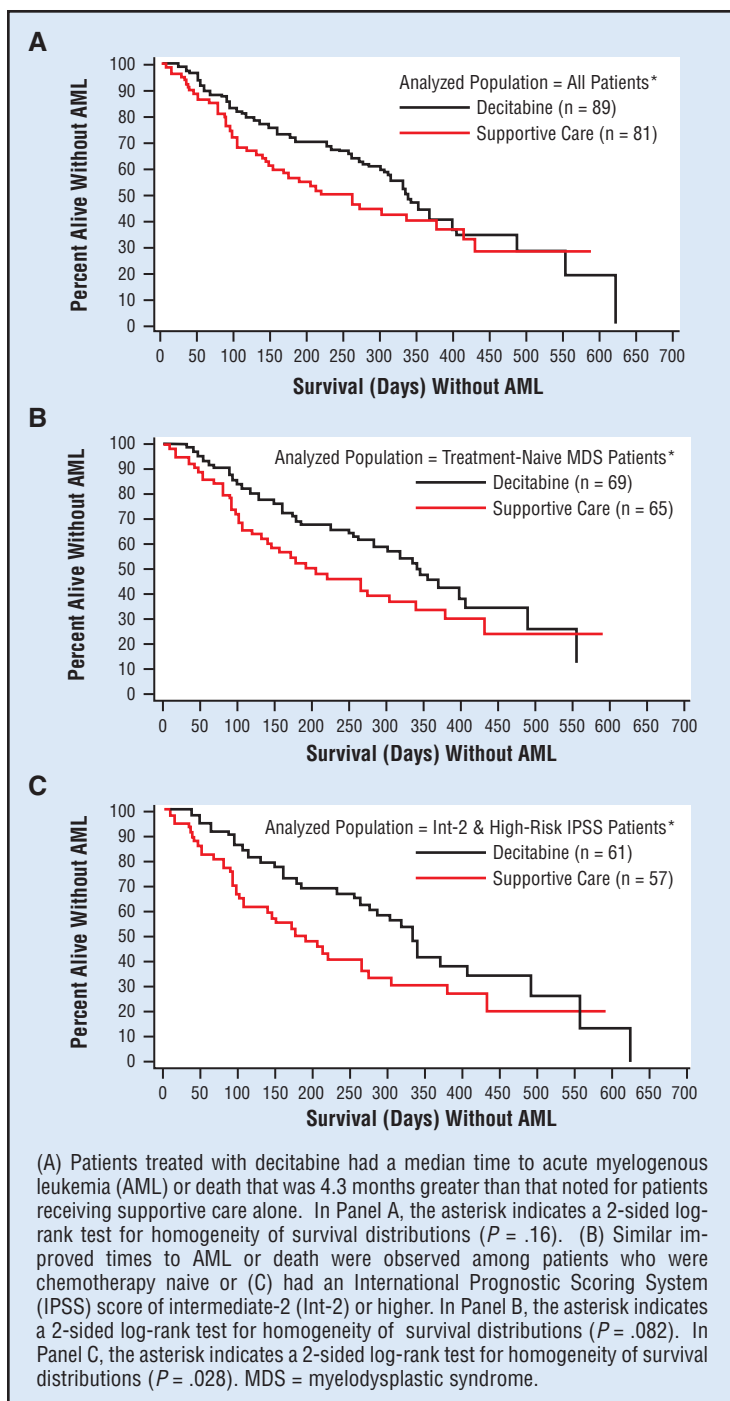 A
100
90
80
70
60
50
40
30
20
10
0
Percent Alive Without AML
Analyzed Population = All Patients*
Decitabine (n = 89)
Supportive Care (n = 81)
0 50 100 150 200 250 300 350 400 450 500 550 600 650 700
Survival (Days) Without AML
B
100
90
80
70
60
50
40
30
20
10
0
Percent Alive Without AML
Analyzed Population = Treatment-Naive MDS Patients*
Decitabine (n = 69)
Supportive Care (n = 65)
0 50 100 150 200 250 300 350 400 450 500 550 600 650 700
Survival (Days) Without AML
C
100
90
80
70
60
50
40
30
20
10
0
Percent Alive Without AML
Analyzed Population = Int-2 & High-Risk IPSS Patients*
Decitabine (n = 61)
Supportive Care (n = 57)
0 50 100 150 200 250 300 350 400 450 500 550 600 650 700
Survival (Days) Without AML
(A) Patients treated with decitabine had a median time to acute myelogenous
leukemia (AML) or death that was 4.3 months greater than that noted for patients
receiving supportive care alone. In Panel A, the asterisk indicates a 2-sided log-
rank test for homogeneity of survival distributions (P = .16). (B) Similar im-
proved times to AML or death were observed among patients who were
chemotherapy naive or (C) had an International Prognostic Scoring System
(IPSS) score of intermediate-2 (Int-2) or higher. In Panel B, the asterisk indicates
a 2-sided log-rank test for homogeneity of survival distributions (P = .082). In
Panel C, the asterisk indicates a 2-sided log-rank test for homogeneity of survival
distributions (P = .028). MDS = myelodysplastic syndrome.